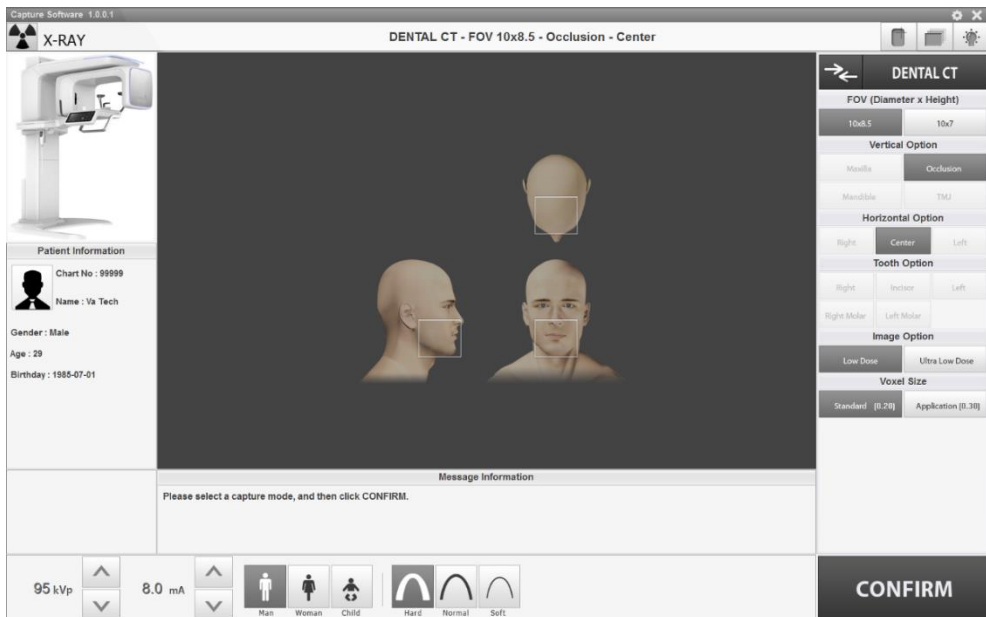 Capture Software 1.0.0.1
X-RAY
DENTAL CT - FOV 10x8.5 - Occlusion - Center
DENTAL CT
FOV (Diameter x Height)
10x8.5 10x7
Vertical Option
Maxilla Occlusion
Mandible TMJ
Horizontal Option
Right Center Left
Tooth Option
Right Incisor Left
Right Molar Left Molar
Image Option
Low Dose Ultra Low Dose
Voxel Size
Standard [0.20] Application [0.30]
Patient Information
Chart No : 99999
Name : Va Tech
Gender : Male
Age : 29
Birthday : 1985-07-01
Message Information
Please select a capture mode, and then click CONFIRM.
95 kVp 8.0 mA
Man Woman Child Hard Normal Soft
CONFIRM